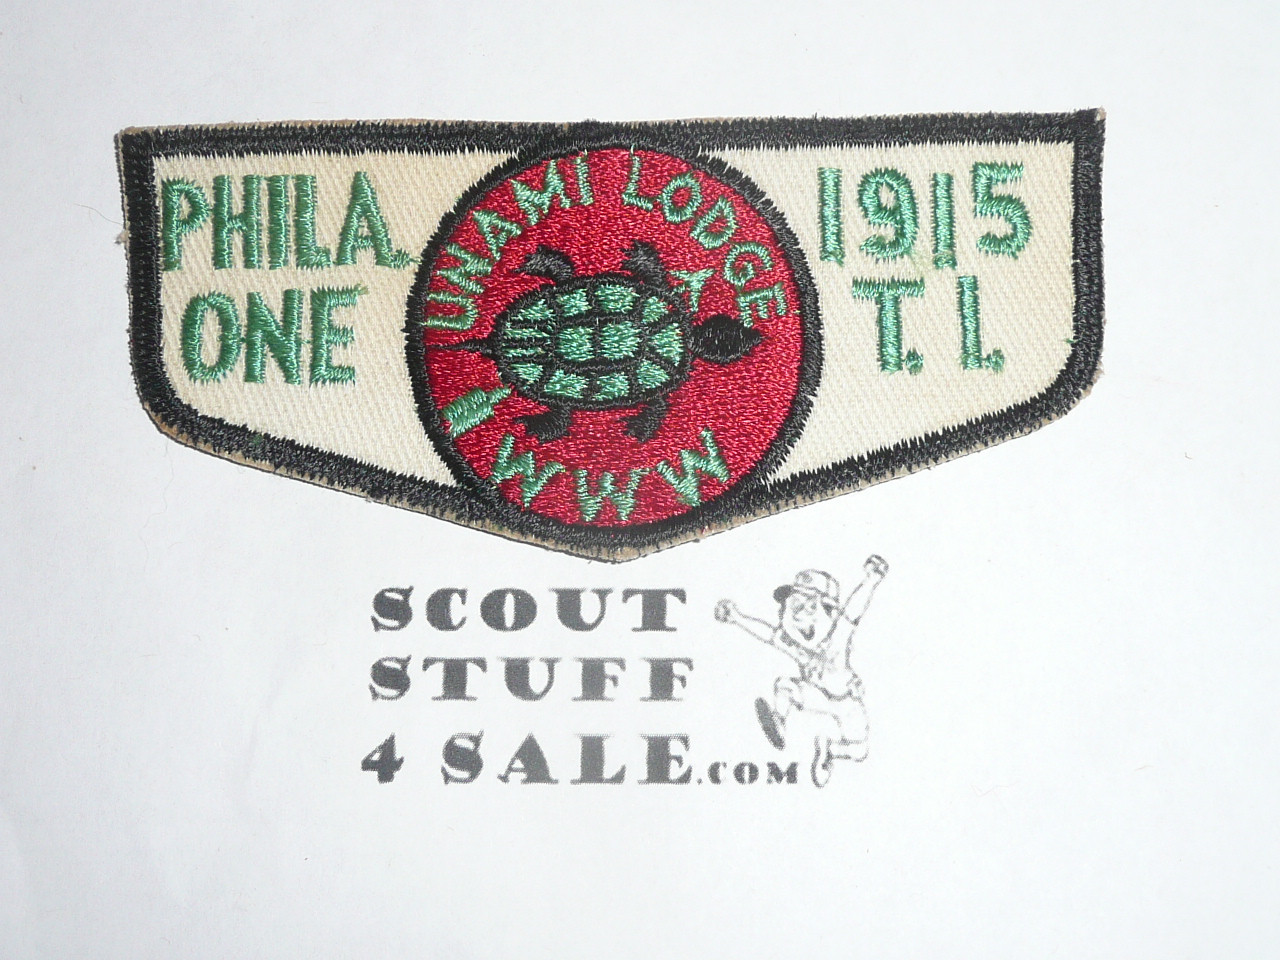 PHILA.
ONE
UNAMI LODGE
WWW
1915
T.I.
SCOUT
STUFF
4 SALE.COM